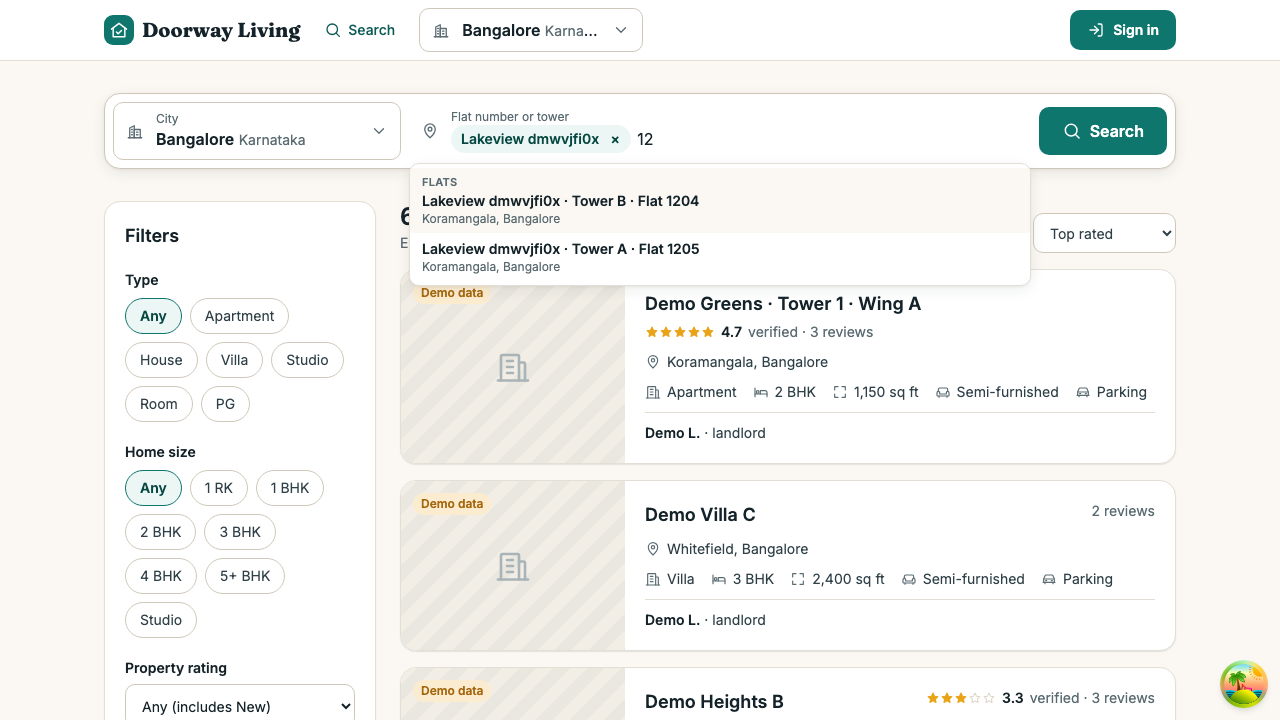 Doorway Living
Search
Bangalore Karna...
Sign in
City
Bangalore Karnataka
Flat number or tower
Lakeview dmwvjfi0x × 12
Search
FLATS
Lakeview dmwvjfi0x · Tower B · Flat 1204
Koramangala, Bangalore
Lakeview dmwvjfi0x · Tower A · Flat 1205
Koramangala, Bangalore
Top rated
Filters
Type
Any
Apartment
House
Villa
Studio
Room
PG
Home size
Any
1 RK
1 BHK
2 BHK
3 BHK
4 BHK
5+ BHK
Studio
Property rating
Any (includes New)
Demo data
Demo Greens · Tower 1 · Wing A
4.7 verified · 3 reviews
Koramangala, Bangalore
Apartment 2 BHK 1,150 sq ft Semi-furnished Parking
Demo L. · landlord
Demo data
Demo Villa C
2 reviews
Whitefield, Bangalore
Villa 3 BHK 2,400 sq ft Semi-furnished Parking
Demo L. · landlord
Demo data
Demo Heights B
3.3 verified · 3 reviews